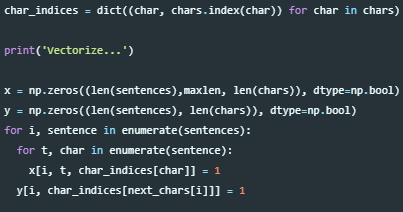 char_indices = dict((char, chars.index(char)) for char in chars)
print('Vectorize...')
x = np.zeros((len(sentences),maxlen, len(chars)), dtype=np.bool)
y = np.zeros((len(sentences), len(chars)), dtype=np.bool)
for i, sentence in enumerate(sentences):
  for t, char in enumerate(sentence):
    x[i, t, char_indices[char]] = 1
  y[i, char_indices[next_chars[i]]] = 1